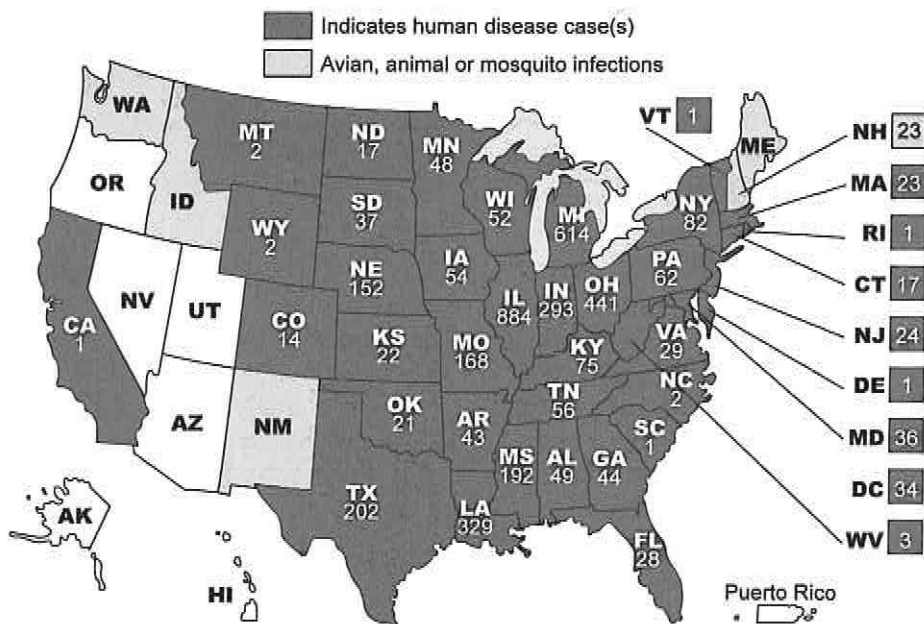 Indicates human disease case(s)
Avian, animal or mosquito infections
WA
MT
2
ND
17
MN
48
VT 1
ME
NH 23
OR
ID
WY
2
SD
37
WI
52
MI
614
NY
82
MA 23
RI 1
NE
152
IA
54
PA
62
CT 17
NV
UT
CO
14
IL
884
IN
293
OH
441
NJ 24
CA
1
KS
22
MO
168
KY
75
VA
29
DE 1
AZ
NM
OK
21
AR
43
TN
56
NC
2
MD 36
SC
1
MS
192
AL
49
GA
44
DC 34
TX
202
LA
329
FL
28
WV 3
AK
HI
Puerto Rico